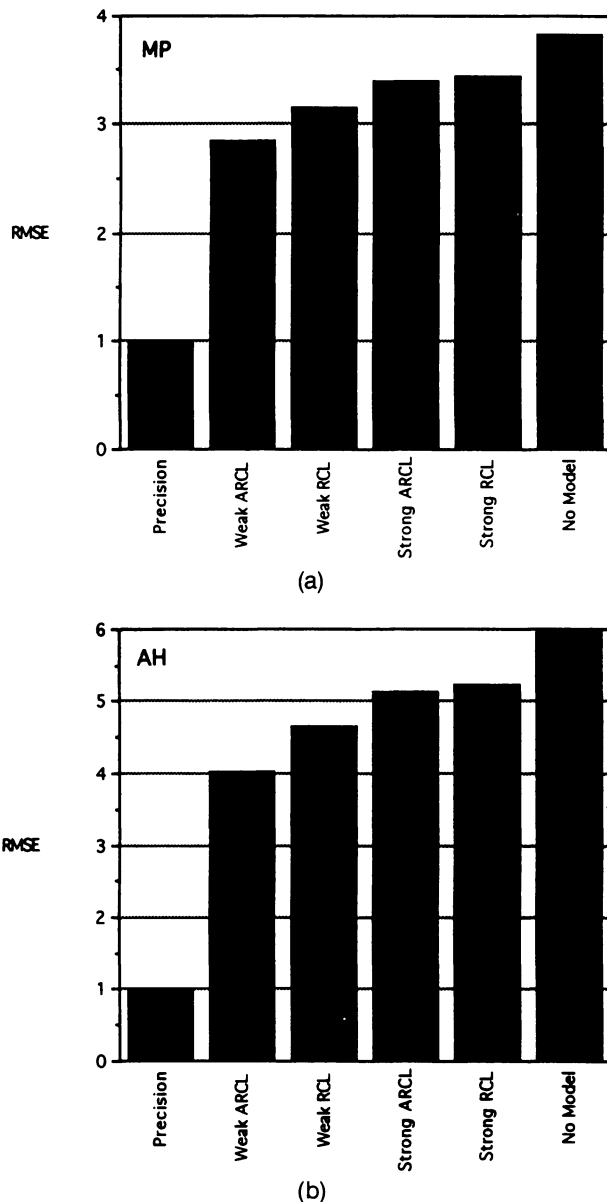 4
MP
3
RMSE
2
1
0
Precision
Weak ARCL
Weak RCL
Strong ARCL
Strong RCL
No Model
(a)
6
AH
5
4
RMSE
3
2
1
0
Precision
Weak ARCL
Weak RCL
Strong ARCL
Strong RCL
No Model
(b)